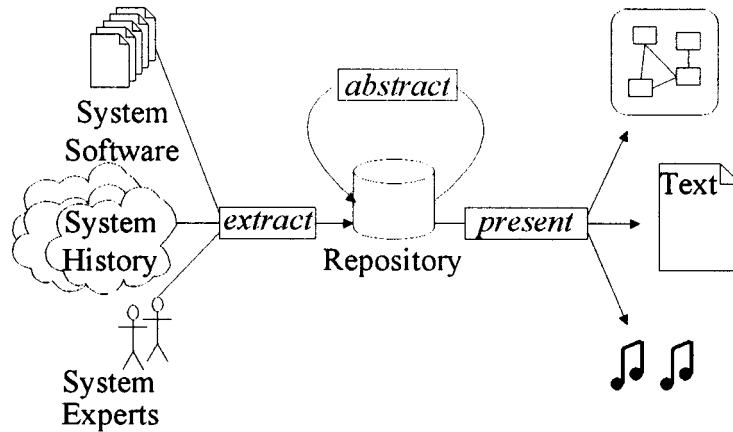 System
Software
System
History
System
Experts
extract
abstract
Repository
present
Text